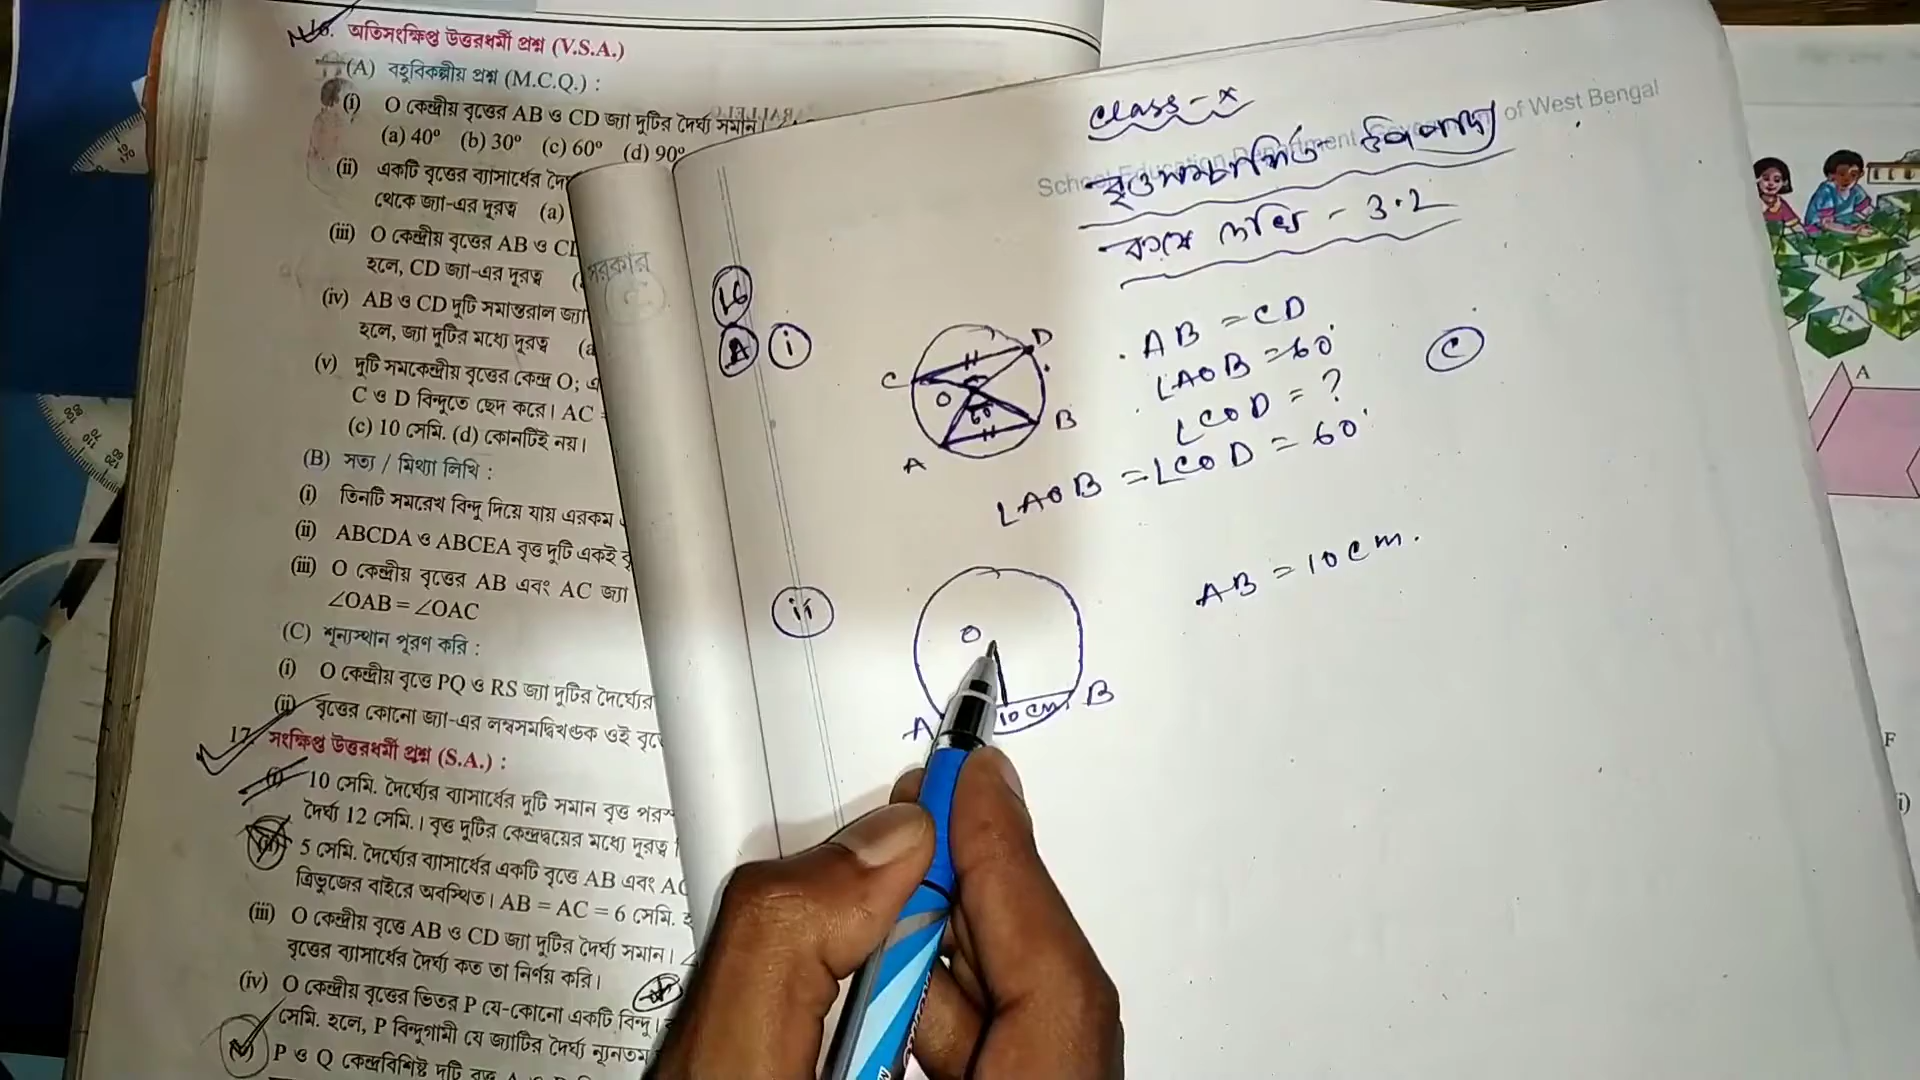 16. অতিসংক্ষিপ্ত উত্তরধর্মী প্রশ্ন (V.S.A.)
(A) বহুবিকল্পীয় প্রশ্ন (M.C.Q.) :
(i) O কেন্দ্রীয় বৃত্তের AB ও CD জ্যা দুটির দৈর্ঘ্য সমান।
(a) 40° (b) 30° (c) 60° (d) 90°
(ii) একটি বৃত্তের ব্যাসার্ধের
থেকে জ্যা-এর দূরত্ব (a)
(iii) O কেন্দ্রীয় বৃত্তের AB ও
হলে, CD জ্যা-এর দূরত্ব
(iv) AB ও CD দুটি সমান্তরাল জ্যা
হলে, জ্যা দুটির মধ্যে দূরত্ব
(v) দুটি সমকেন্দ্রীয় বৃত্তের কেন্দ্র O;
C ও D বিন্দুতে ছেদ করে। AC =
(c) 10 সেমি. (d) কোনটিই নয়।
(B) সত্য / মিথ্যা লিখি :
(i) তিনটি সমরেখ বিন্দু দিয়ে যায় এরকম
(ii) ABCDA ও ABCEA বৃত্ত দুটি একই
(iii) O কেন্দ্রীয় বৃত্তের AB এবং AC জ্যা
∠OAB = ∠OAC
(C) শূন্যস্থান পূরণ করি :
(i) O কেন্দ্রীয় বৃত্তে PQ ও RS জ্যা দুটির দৈর্ঘ্যের
(ii) বৃত্তের কোনো জ্যা-এর লম্বসমদ্বিখণ্ডক ওই
17. সংক্ষিপ্ত উত্তরধর্মী প্রশ্ন (S.A.) :
(i) 10 সেমি. দৈর্ঘ্যের ব্যাসার্ধের দুটি সমান বৃত্ত
দৈর্ঘ্য 12 সেমি.। বৃত্ত দুটির কেন্দ্রদ্বয়ের মধ্যে দূরত্ব
5 সেমি. দৈর্ঘ্যের ব্যাসার্ধের একটি বৃত্তে AB এবং
ত্রিভুজের বাইরে অবস্থিত। AB = AC = 6 সেমি.
(iii) O কেন্দ্রীয় বৃত্তে AB ও CD জ্যা দুটির দৈর্ঘ্য সমান।
বৃত্তের ব্যাসার্ধের দৈর্ঘ্য কত তা নির্ণয় করি।
(iv) O কেন্দ্রীয় বৃত্তের ভিতর P যে-কোনো একটি বিন্দু।
সেমি. হলে, P বিন্দুগামী যে জ্যাটির দৈর্ঘ্য ন্যূনতম
(v) P ও Q কেন্দ্রবিশিষ্ট দুটি বৃত্ত
সরকার
Class - X
School Education Department, of West Bengal
বৃত্ত সম্পর্কিত উপপাদ্য
কষে দেখি - 3.2
16
A i
C D O 60 B A
AB = CD
∠AOB = 60°
∠COD = ?
∠AOB = ∠COD = 60°
C
ii
O A B 10 cm.
AB = 10 cm.
A
F